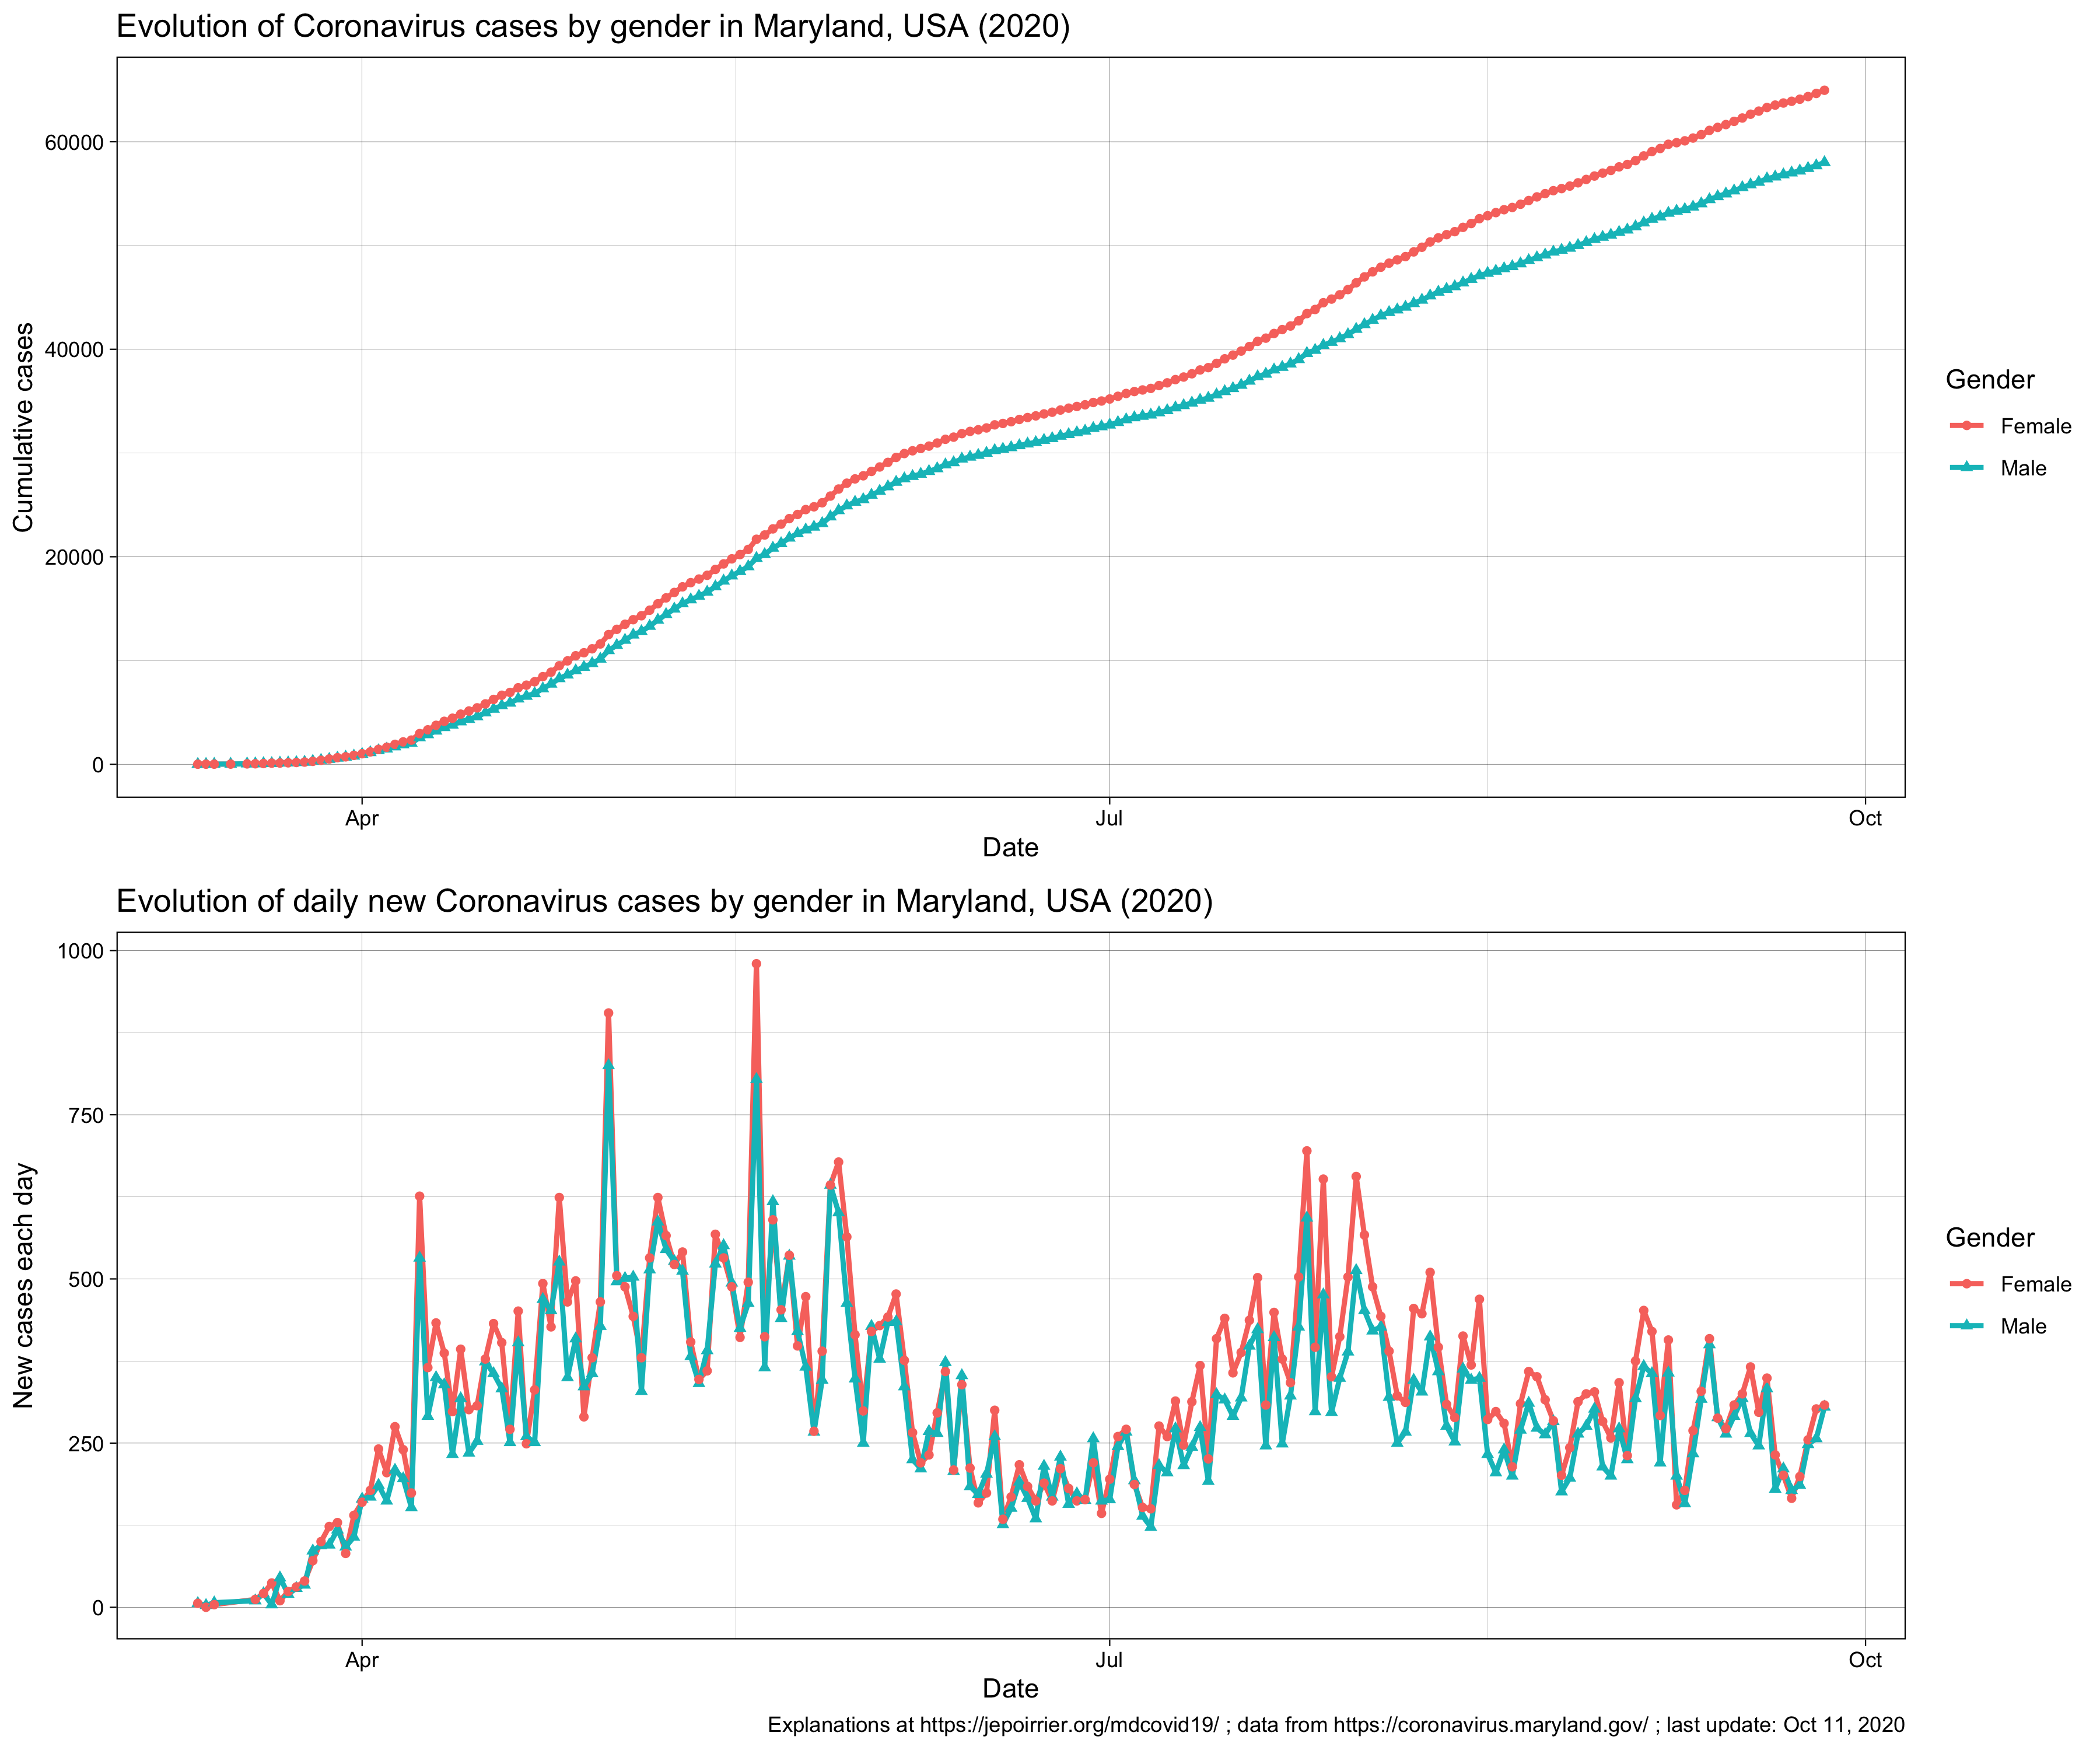 Evolution of Coronavirus cases by gender in Maryland, USA (2020)
60000
40000
20000
0
Cumulative cases
Apr
Jul
Oct
Date
Gender
Female
Male
Evolution of daily new Coronavirus cases by gender in Maryland, USA (2020)
1000
750
500
250
0
New cases each day
Apr
Jul
Oct
Date
Gender
Female
Male
Explanations at https://jepoirrier.org/mdcovid19/ ; data from https://coronavirus.maryland.gov/ ; last update: Oct 11, 2020